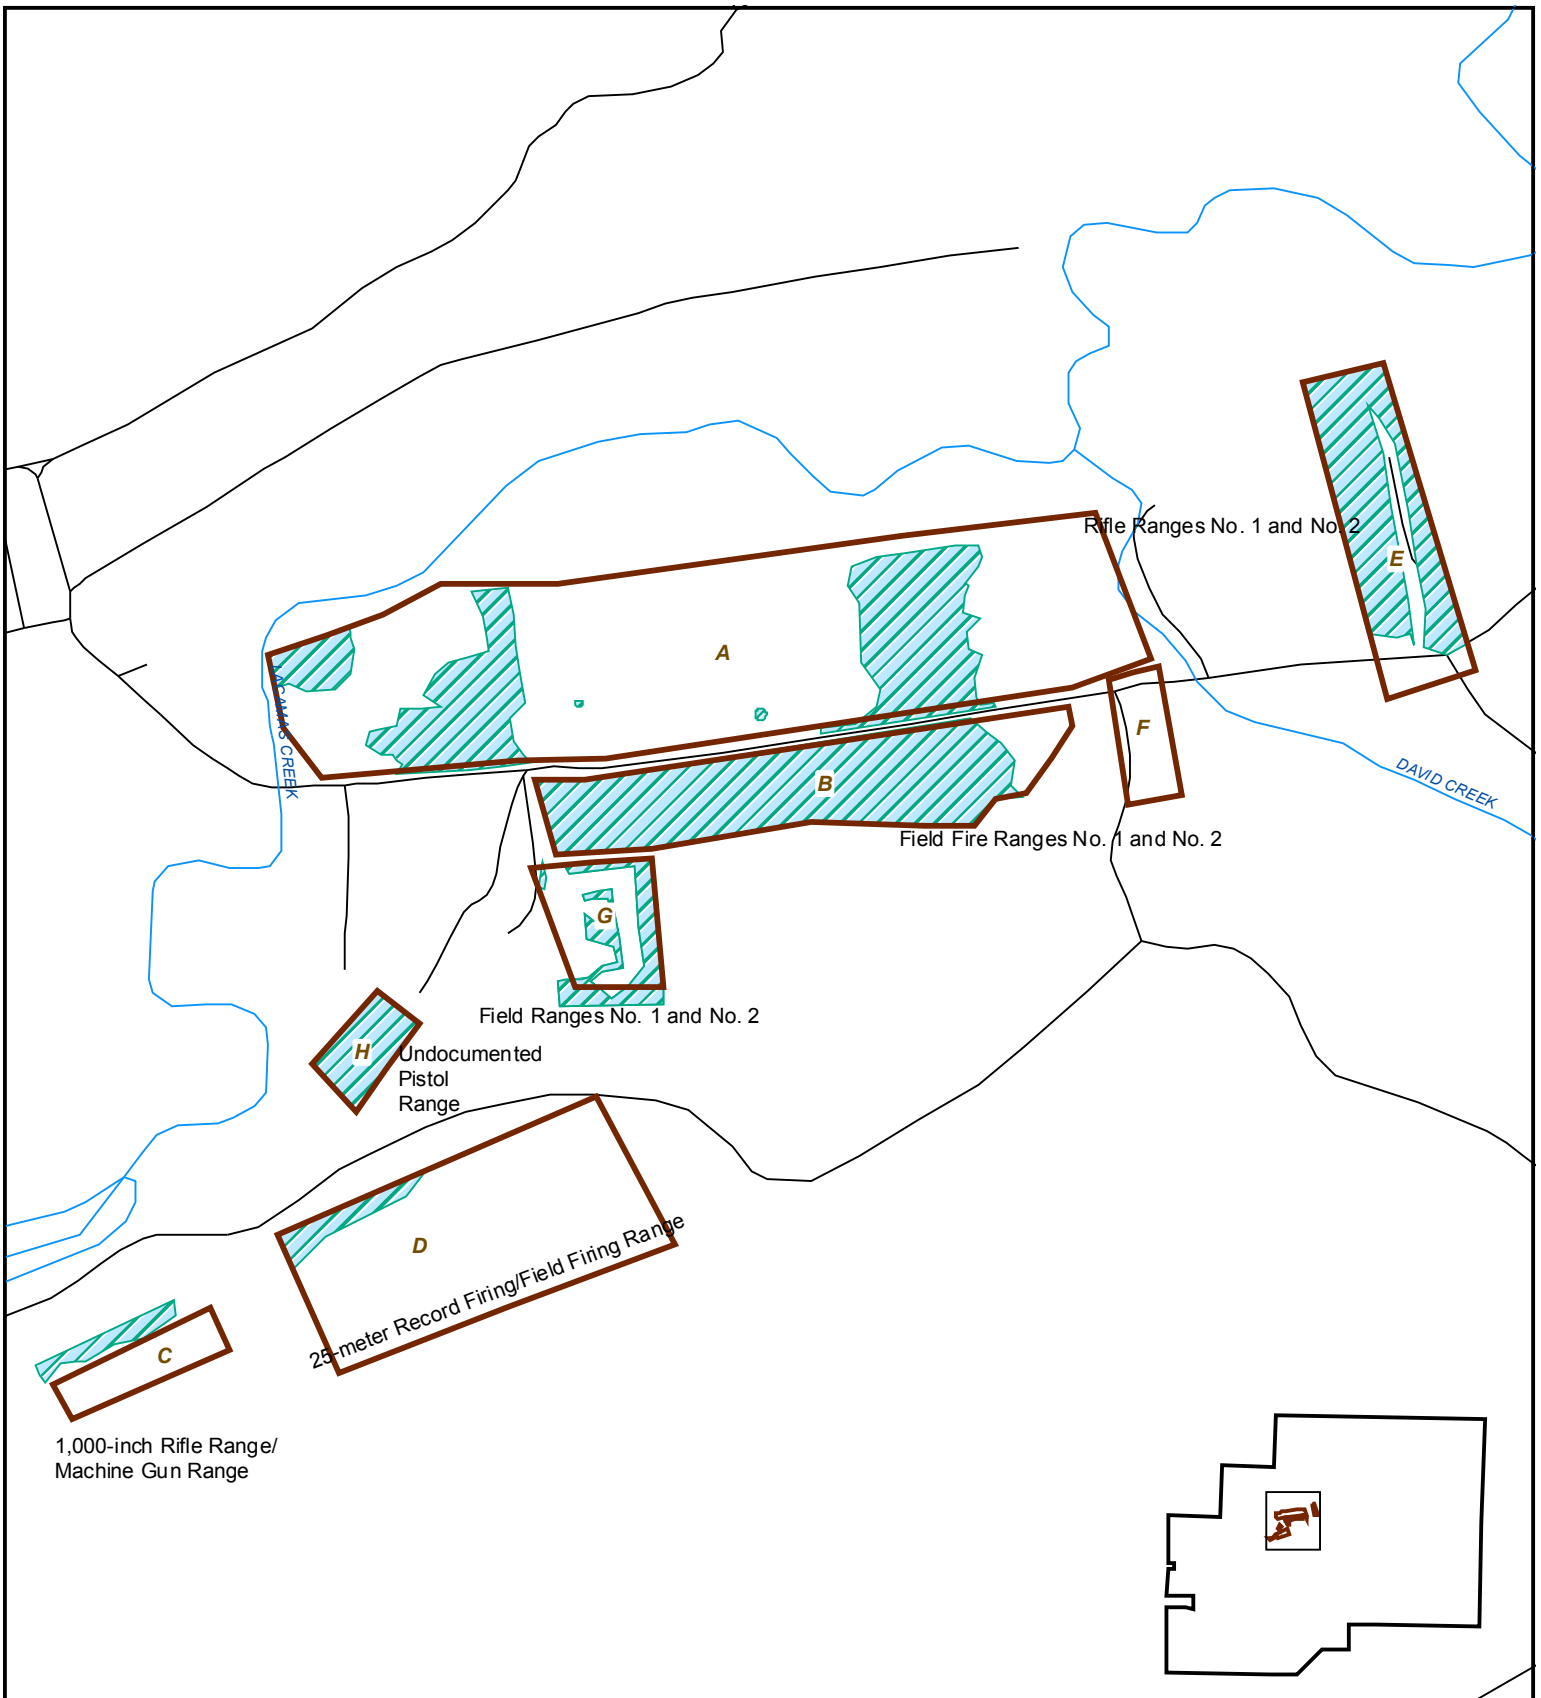 Rifle Ranges No. 1 and No. 2
E
A
LACAMAS CREEK
F
B
DAVID CREEK
Field Fire Ranges No. 1 and No. 2
G
Field Ranges No. 1 and No. 2
H
Undocumented
Pistol
Range
D
25-meter Record Firing/Field Firing Range
C
1,000-inch Rifle Range/
Machine Gun Range